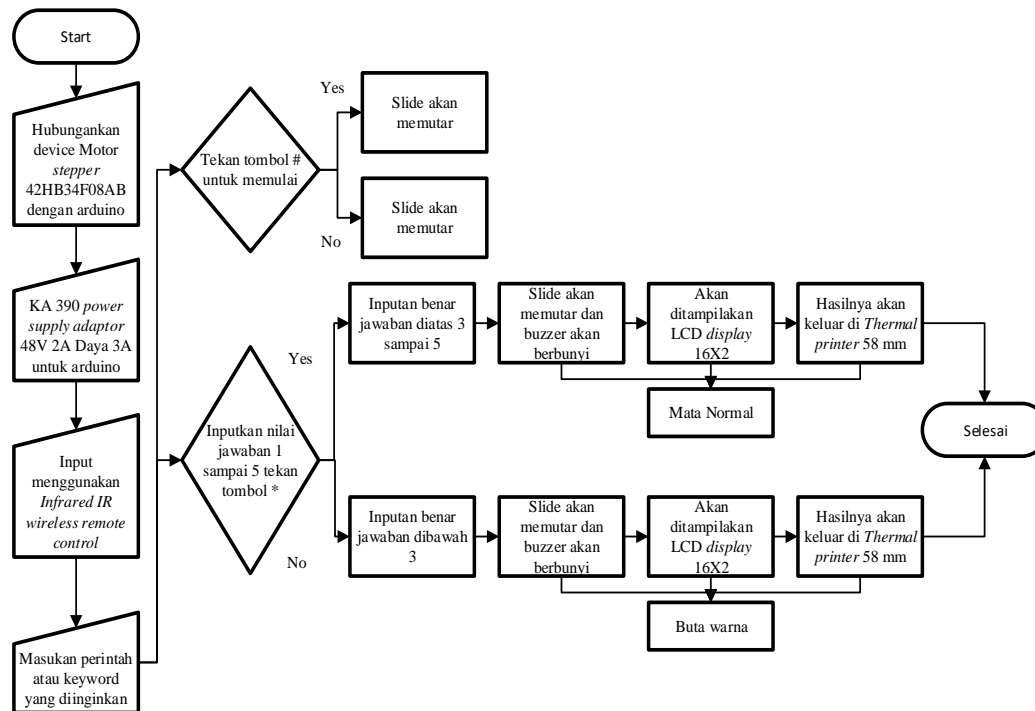 Start
Hubungankan
device Motor
stepper
42HB34F08AB
dengan arduino
KA 390 power
supply adaptor
48V 2A Daya 3A
untuk arduino
Input
menggunakan
Infrared IR
wireless remote
control
Masukan perintah
atau keyword
yang diinginkan
Tekan tombol #
untuk memulai
Yes
Slide akan
memutar
No
Slide akan
memutar
Inputkan nilai
jawaban 1
sampai 5 tekan
tombol *
Yes
Inputan benar
jawaban diatas 3
sampai 5
Slide akan
memutar dan
buzzer akan
berbunyi
Akan
ditampilakan
LCD display
16X2
Hasilnya akan
keluar di Thermal
printer 58 mm
Mata Normal
No
Inputan benar
jawaban dibawah
3
Slide akan
memutar dan
buzzer akan
berbunyi
Akan
ditampilakan
LCD display
16X2
Hasilnya akan
keluar di Thermal
printer 58 mm
Buta warna
Selesai